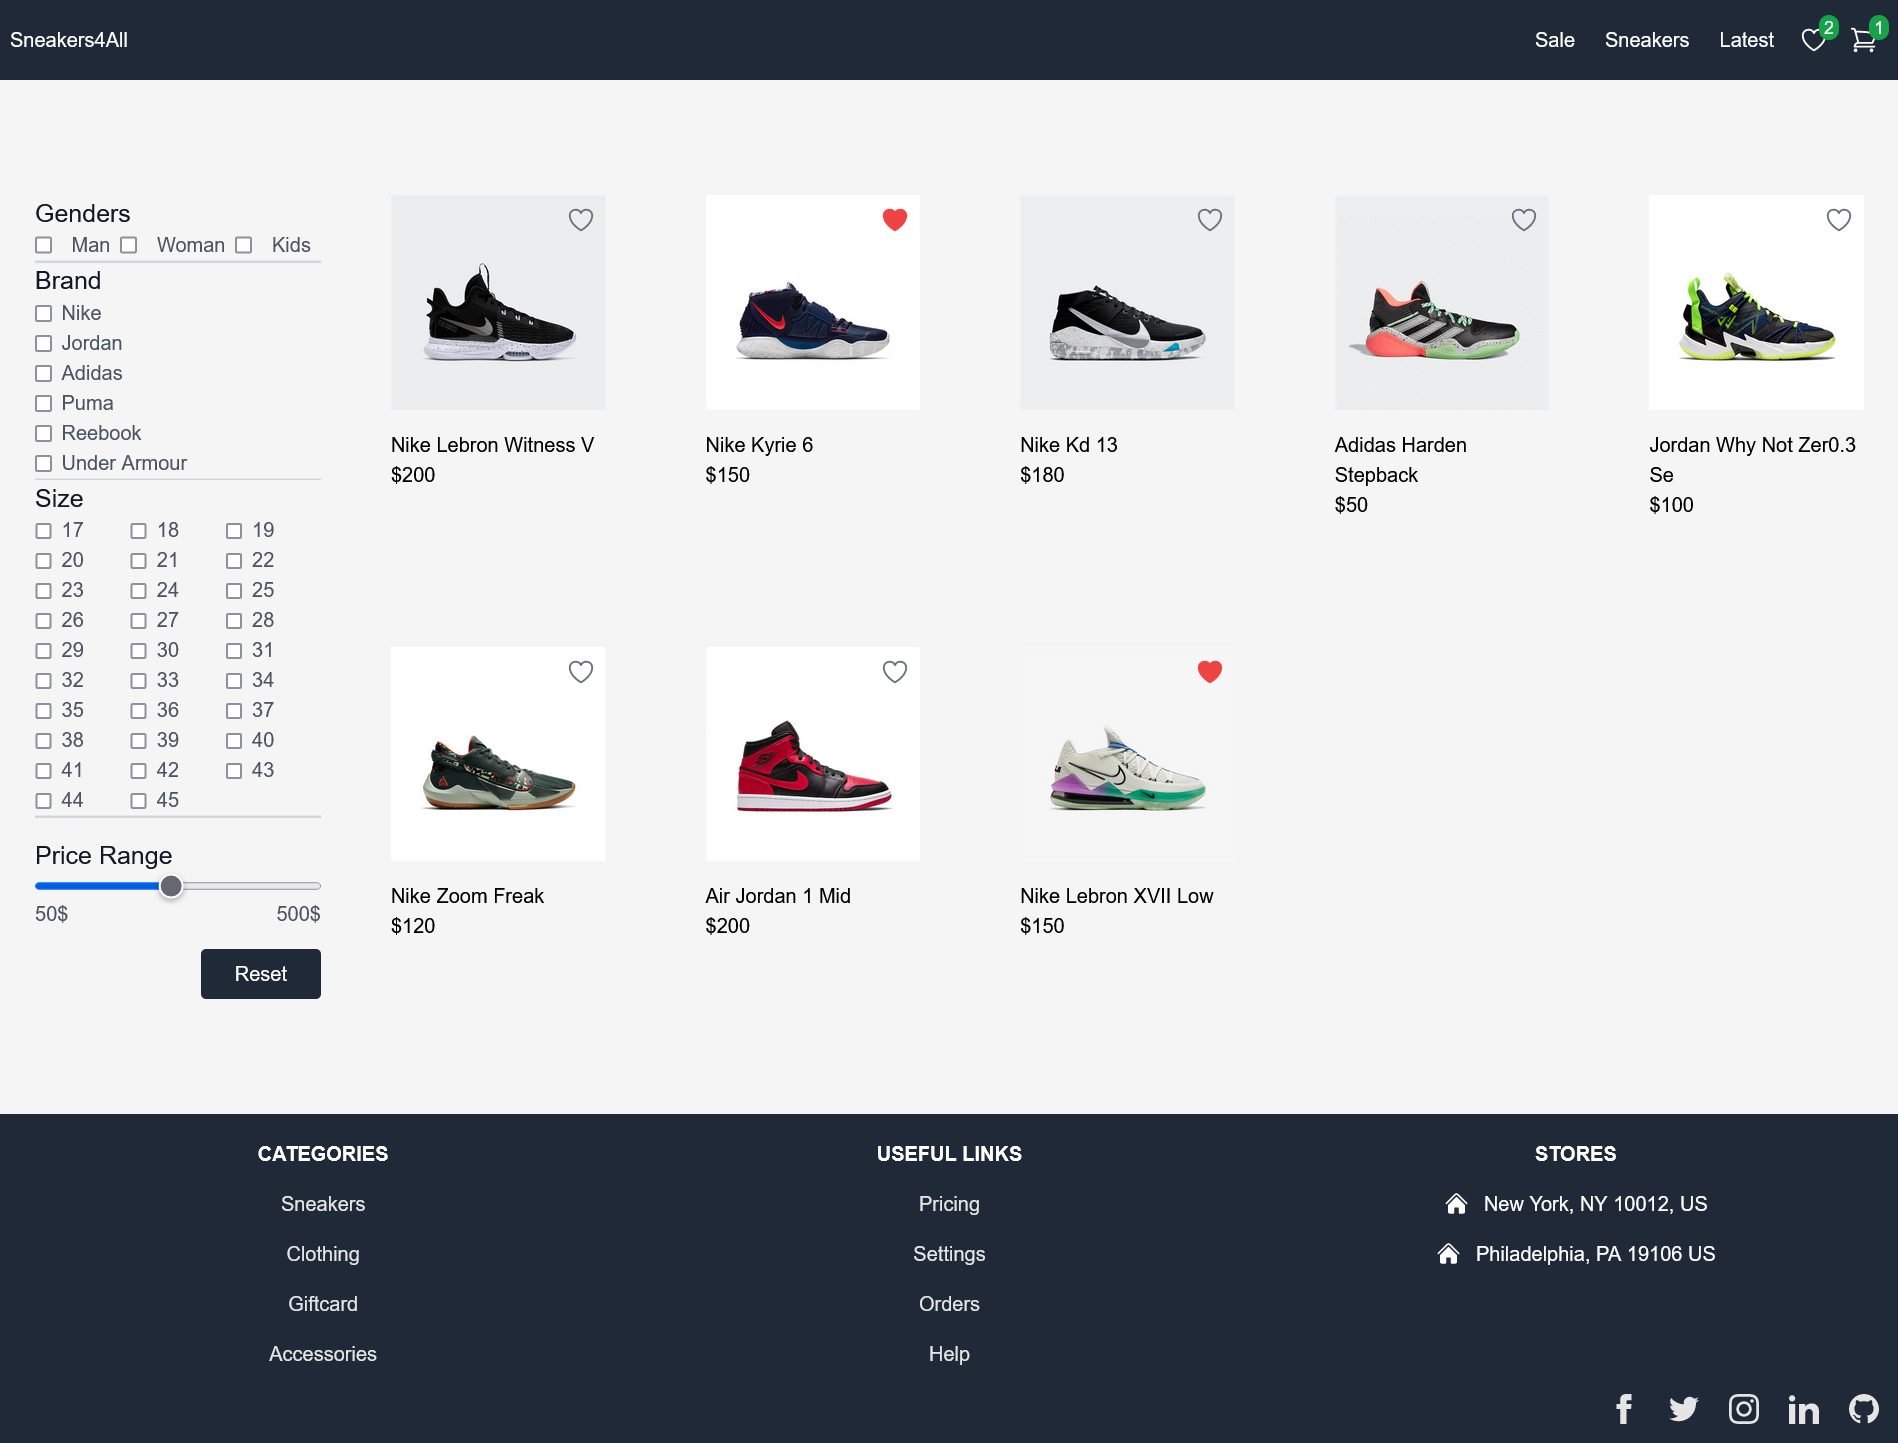 Sneakers4All
Sale Sneakers Latest 2 1
Genders
Man Woman Kids
Brand
Nike
Jordan
Adidas
Puma
Reebook
Under Armour
Size
17 18 19
20 21 22
23 24 25
26 27 28
29 30 31
32 33 34
35 36 37
38 39 40
41 42 43
44 45
Price Range
50$ 500$
Reset
Nike Lebron Witness V
$200
Nike Kyrie 6
$150
Nike Kd 13
$180
Adidas Harden
Stepback
$50
Jordan Why Not Zer0.3
Se
$100
Nike Zoom Freak
$120
Air Jordan 1 Mid
$200
Nike Lebron XVII Low
$150
CATEGORIES
Sneakers
Clothing
Giftcard
Accessories
USEFUL LINKS
Pricing
Settings
Orders
Help
STORES
New York, NY 10012, US
Philadelphia, PA 19106 US